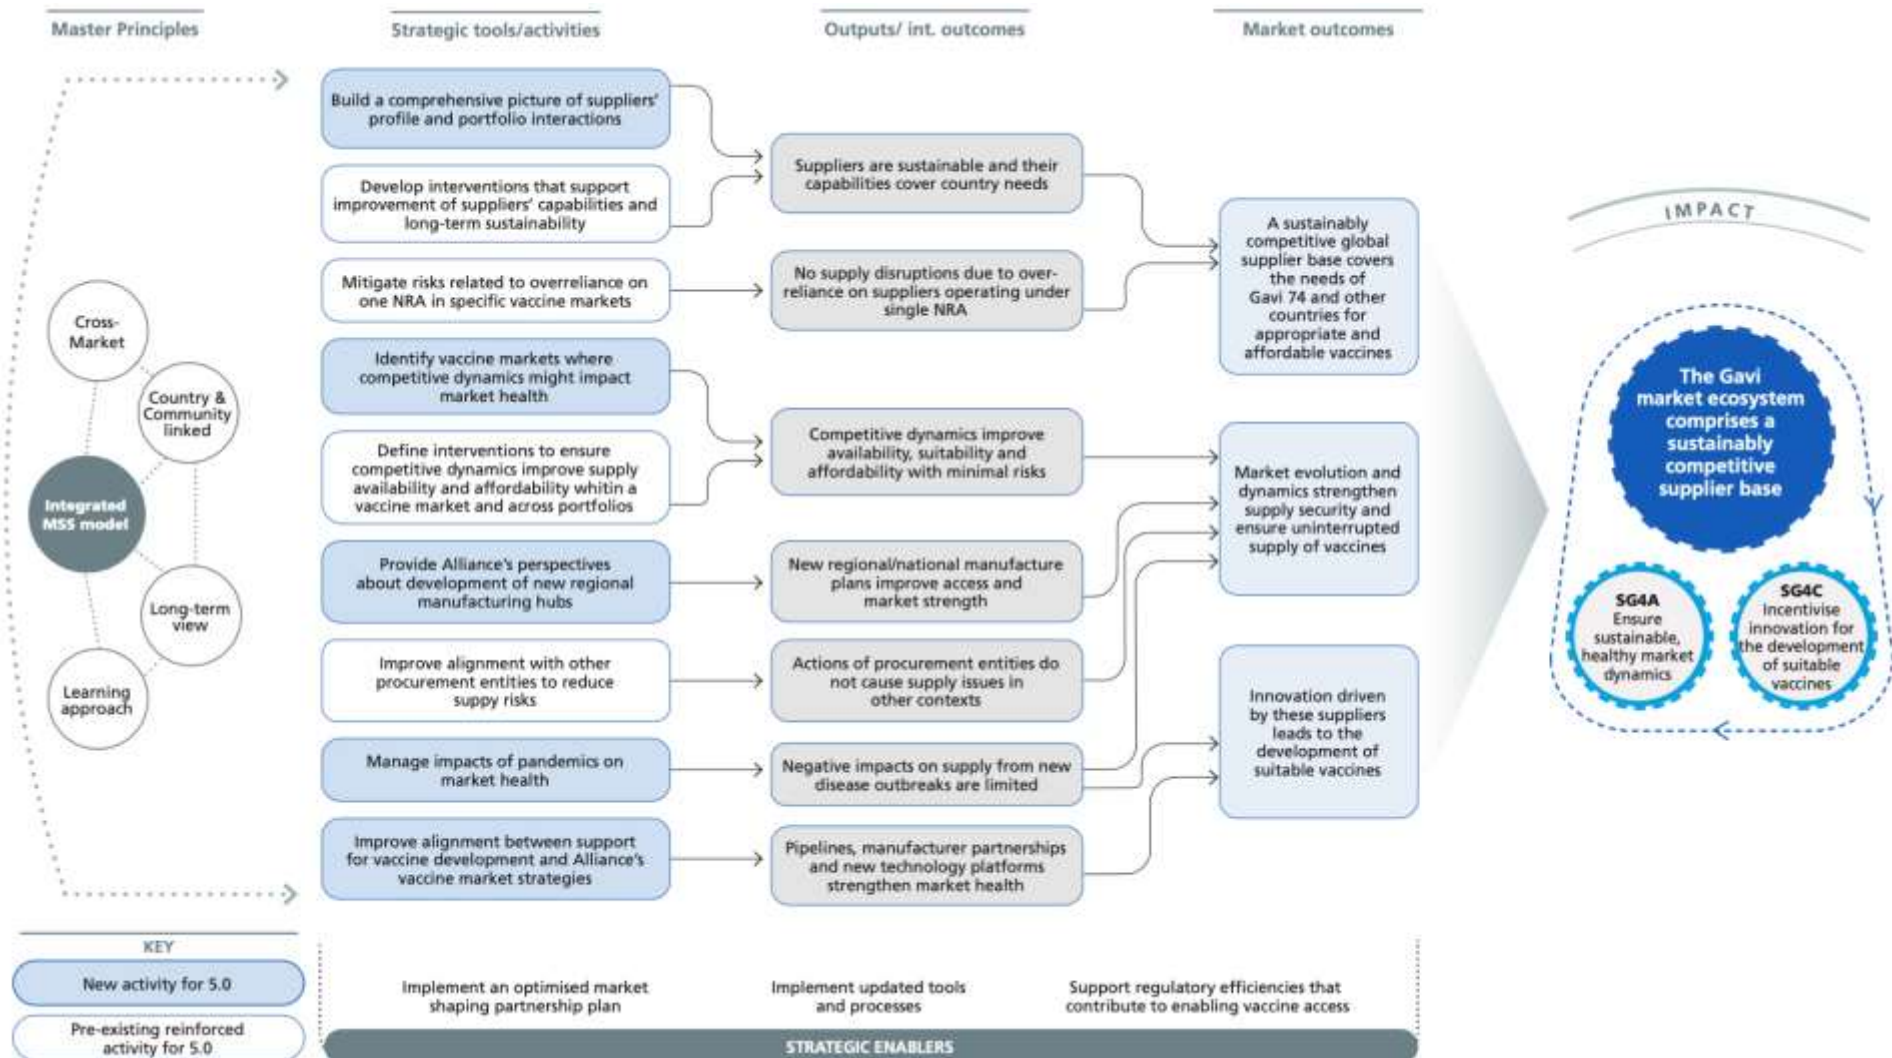 Master Principles
Strategic tools/activities
Outputs/ int. outcomes
Market outcomes
Cross-
Market
Country &
Community
linked
Integrated
MSS model
Long-term
view
Learning
approach
Build a comprehensive picture of suppliers'
profile and portfolio interactions
Develop interventions that support
improvement of suppliers' capabilities and
long-term sustainability
Mitigate risks related to overreliance on
one NRA in specific vaccine markets
Identify vaccine markets where
competitive dynamics might impact
market health
Define interventions to ensure
competitive dynamics improve supply
availability and affordability whitin a
vaccine market and across portfolios
Provide Alliance's perspectives
about development of new regional
manufacturing hubs
Improve alignment with other
procurement entities to reduce
suppy risks
Manage impacts of pandemics on
market health
Improve alignment between support
for vaccine development and Alliance's
vaccine market strategies
Suppliers are sustainable and their
capabilities cover country needs
No supply disruptions due to over-
reliance on suppliers operating under
single NRA
Competitive dynamics improve
availability, suitability and
affordability with minimal risks
New regional/national manufacture
plans improve access and
market strength
Actions of procurement entities do
not cause supply issues in
other contexts
Negative impacts on supply from new
disease outbreaks are limited
Pipelines, manufacturer partnerships
and new technology platforms
strengthen market health
A sustainably
competitive global
supplier base covers
the needs of
Gavi 74 and other
countries for
appropriate and
affordable vaccines
Market evolution and
dynamics strengthen
supply security and
ensure uninterrupted
supply of vaccines
Innovation driven
by these suppliers
leads to the
development of
suitable vaccines
IMPACT
The Gavi
market ecosystem
comprises a
sustainably
competitive
supplier base
SG4A
Ensure
sustainable,
healthy market
dynamics
SG4C
Incentivise
innovation for
the development
of suitable
vaccines
KEY
New activity for 5.0
Pre-existing reinforced
activity for 5.0
Implement an optimised market
shaping partnership plan
Implement updated tools
and processes
Support regulatory efficiencies that
contribute to enabling vaccine access
STRATEGIC ENABLERS